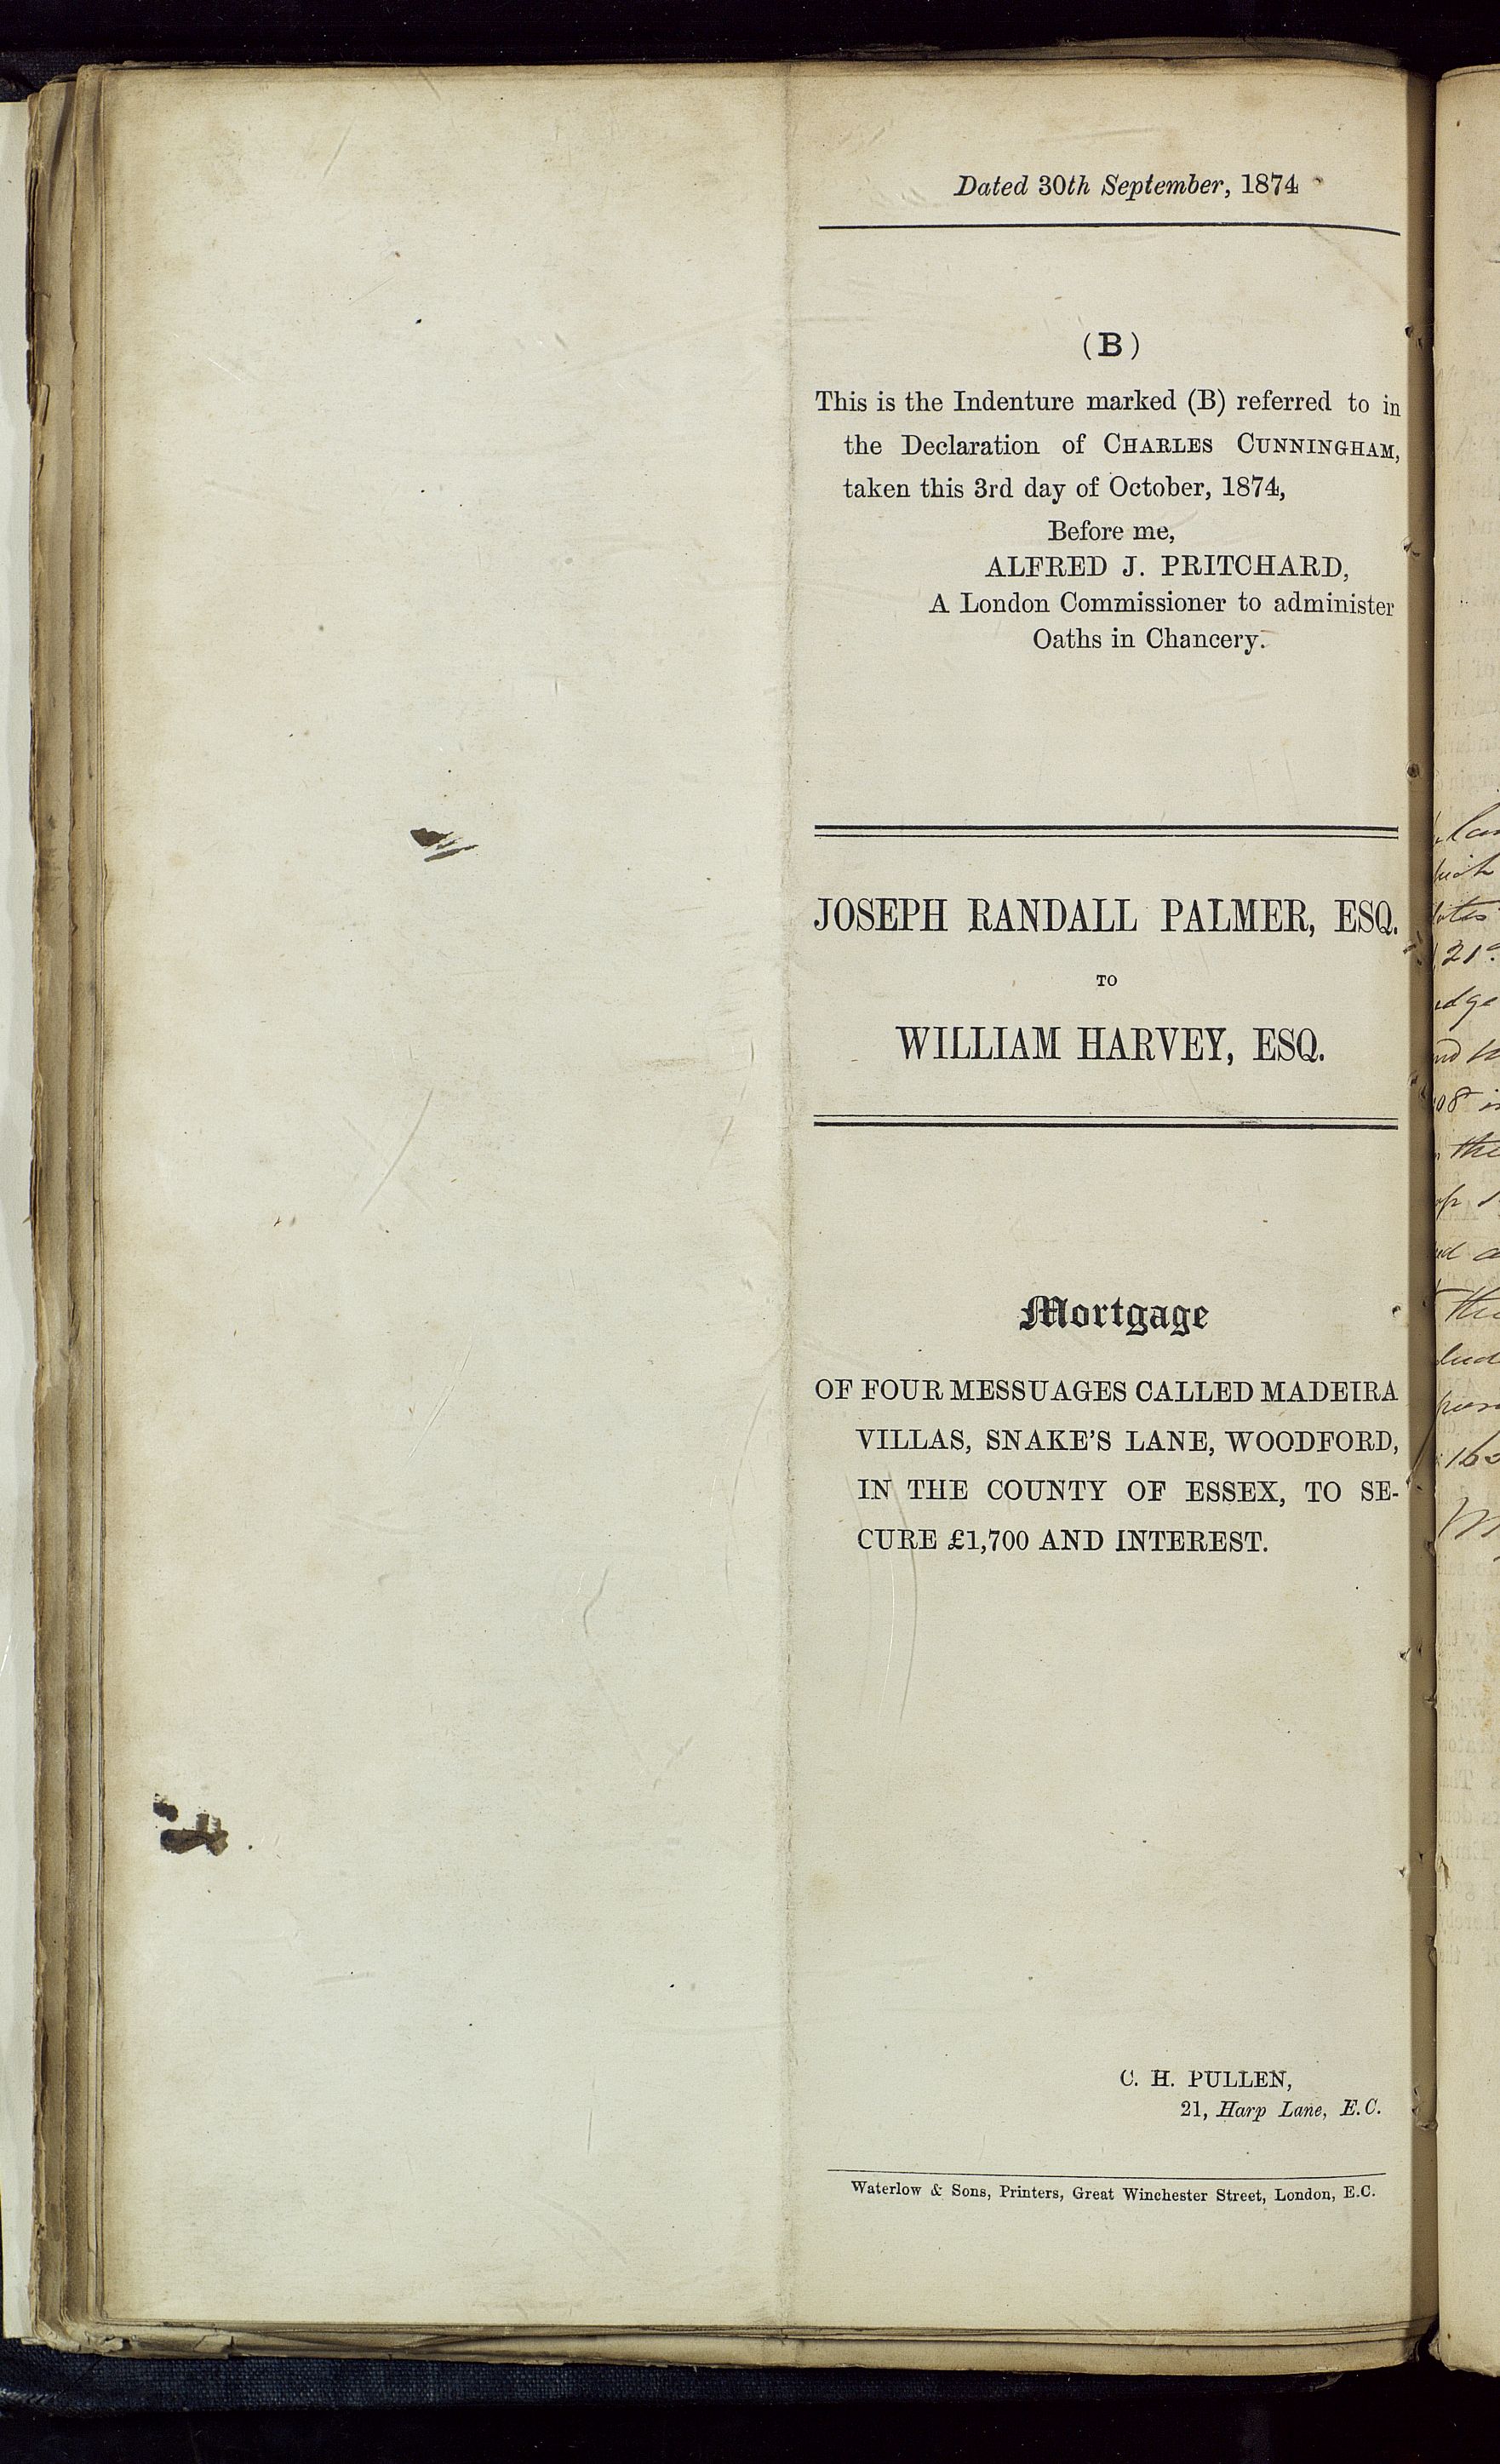 Dated 30th September, 1874
(B)
This is the Indenture marked (B) referred to in
the Declaration of CHARLES CUNNINGHAM,
taken this 3rd day of October, 1874,
Before me,
ALFRED J. PRITCHARD,
A London Commissioner to administer
Oaths in Chancery.
JOSEPH RANDALL PALMER, ESQ.
TO
WILLIAM HARVEY, ESQ.
Mortgage
OF FOUR MESSUAGES CALLED MADEIRA
VILLAS, SNAKE'S LANE, WOODFORD,
IN THE COUNTY OF ESSEX, TO SE-
CURE £1,700 AND INTEREST.
C. H. PULLEN,
21, Harp Lane, E.C.
Waterlow & Sons, Printers, Great Winchester Street, London, E.C.